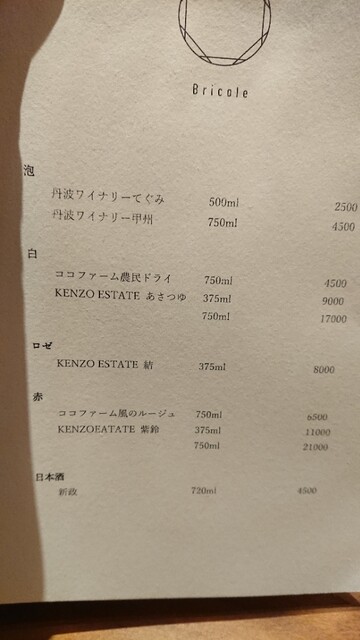 Bricole
泡
丹波ワイナリーてぐみ 500ml 2500
丹波ワイナリー甲州 750ml 4500
白
ココファーム農民ドライ 750ml 4500
KENZO ESTATE あさつゆ 375ml 9000
750ml 17000
ロゼ
KENZO ESTATE 結 375ml 8000
赤
ココファーム風のルージュ 750ml 6500
KENZOEATATE 紫鈴 375ml 11000
750ml 21000
日本酒
新政 720ml 4500